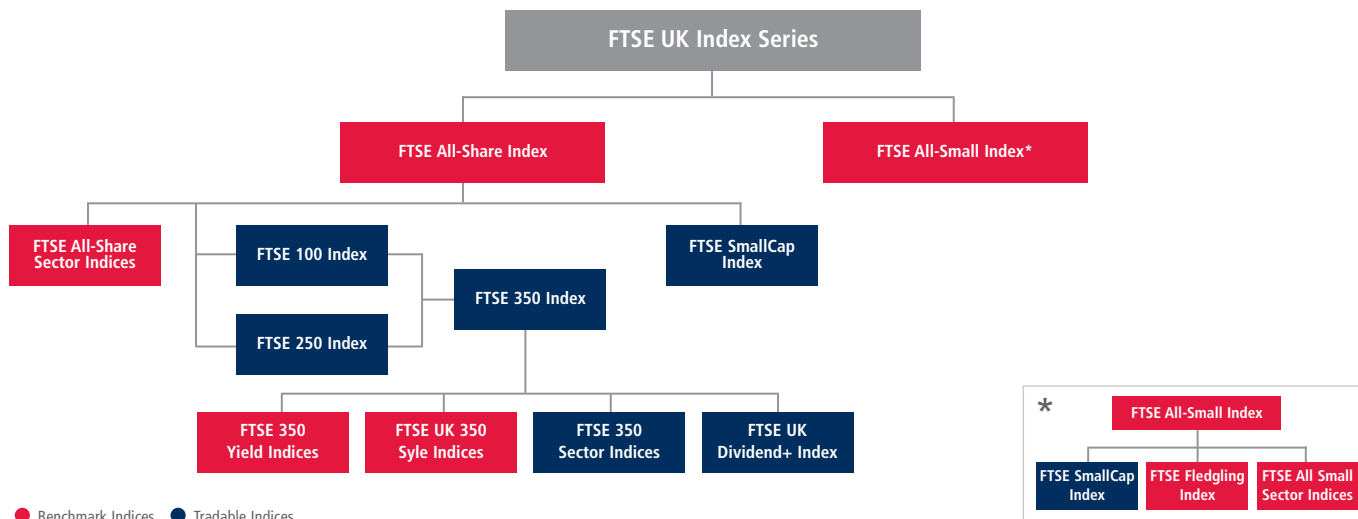 FTSE UK Index Series
FTSE All-Share Index
FTSE All-Small Index*
FTSE All-Share
Sector Indices
FTSE 100 Index
FTSE SmallCap
Index
FTSE 350 Index
FTSE 250 Index
FTSE 350
Yield Indices
FTSE UK 350
Syle Indices
FTSE 350
Sector Indices
FTSE UK
Dividend+ Index
*
FTSE All-Small Index
FTSE SmallCap
Index
FTSE Fledgling
Index
FTSE All Small
Sector Indices
Benchmark Indices
Tradable Indices